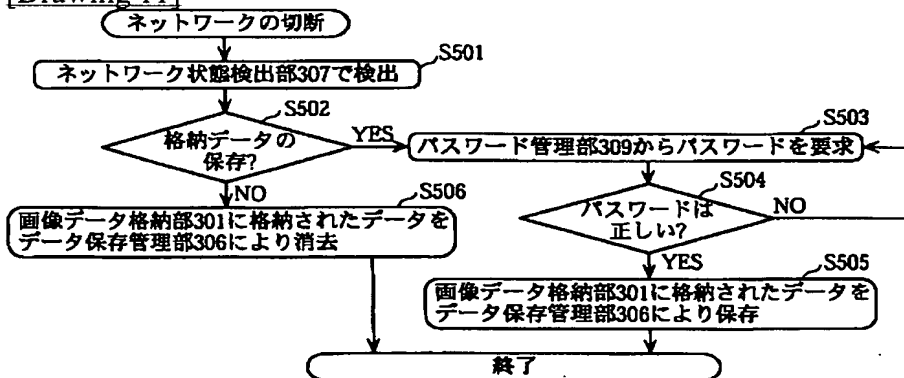 [Drawing 11]
ネットワークの切断
S501
ネットワーク状態検出部307で検出
S502
格納データの
保存?
YES
S503
パスワード管理部309からパスワードを要求
NO
S506
画像データ格納部301に格納されたデータを
データ保存管理部306により消去
S504
パスワードは
正しい?
NO
YES
S505
画像データ格納部301に格納されたデータを
データ保存管理部306により保存
終了